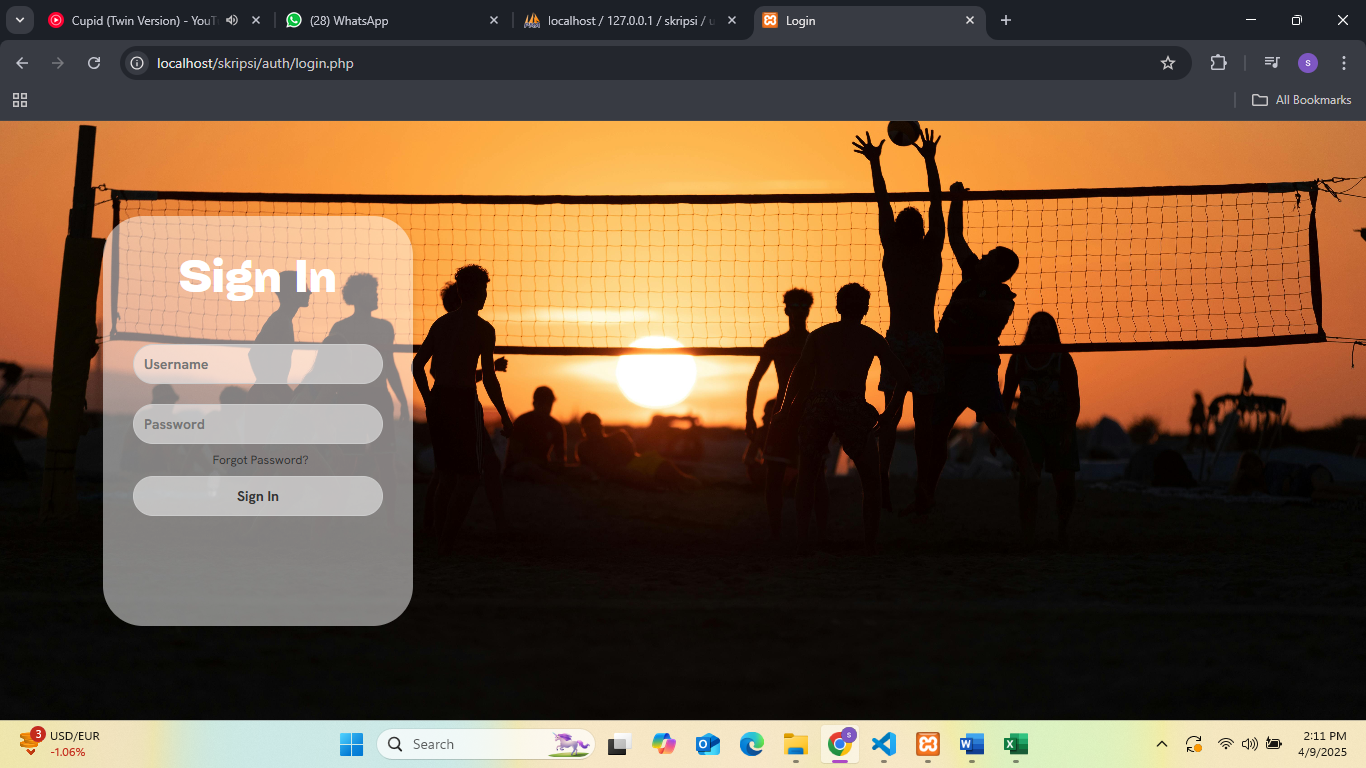 Cupid (Twin Version) - YouT
(28) WhatsApp
localhost / 127.0.0.1 / skripsi / u
Login
localhost/skripsi/auth/login.php
s
All Bookmarks
Sign In
Username
Password
Forgot Password?
Sign In
3
USD/EUR
-1.06%
Search
s
2:11 PM
4/9/2025